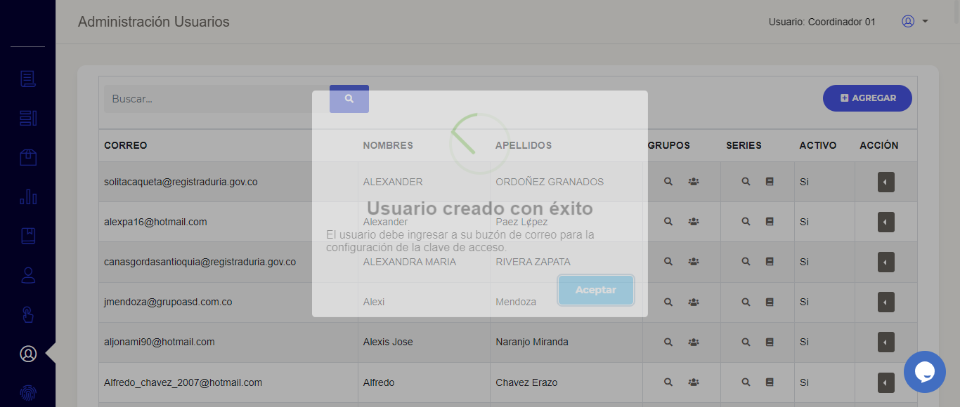 Administración Usuarios
Usuario: Coordinador 01
Buscar...
AGREGAR
CORREO NOMBRES APELLIDOS GRUPOS SERIES ACTIVO ACCIÓN
solitacaqueta@registraduria.gov.co ALEXANDER ORDOÑEZ GRANADOS Si
Usuario creado con éxito
alexpa16@hotmail.com Alexander Paez L¢pez Si
El usuario debe ingresar a su buzón de correo para la
configuración de la clave de acceso.
canasgordasantioquia@registraduria.gov.co ALEXANDRA MARIA RIVERA ZAPATA Si
Aceptar
jmendoza@grupoasd.com.co Alexi Mendoza Si
aljonami90@hotmail.com Alexis Jose Naranjo Miranda Si
Alfredo_chavez_2007@hotmail.com Alfredo Chavez Erazo Si